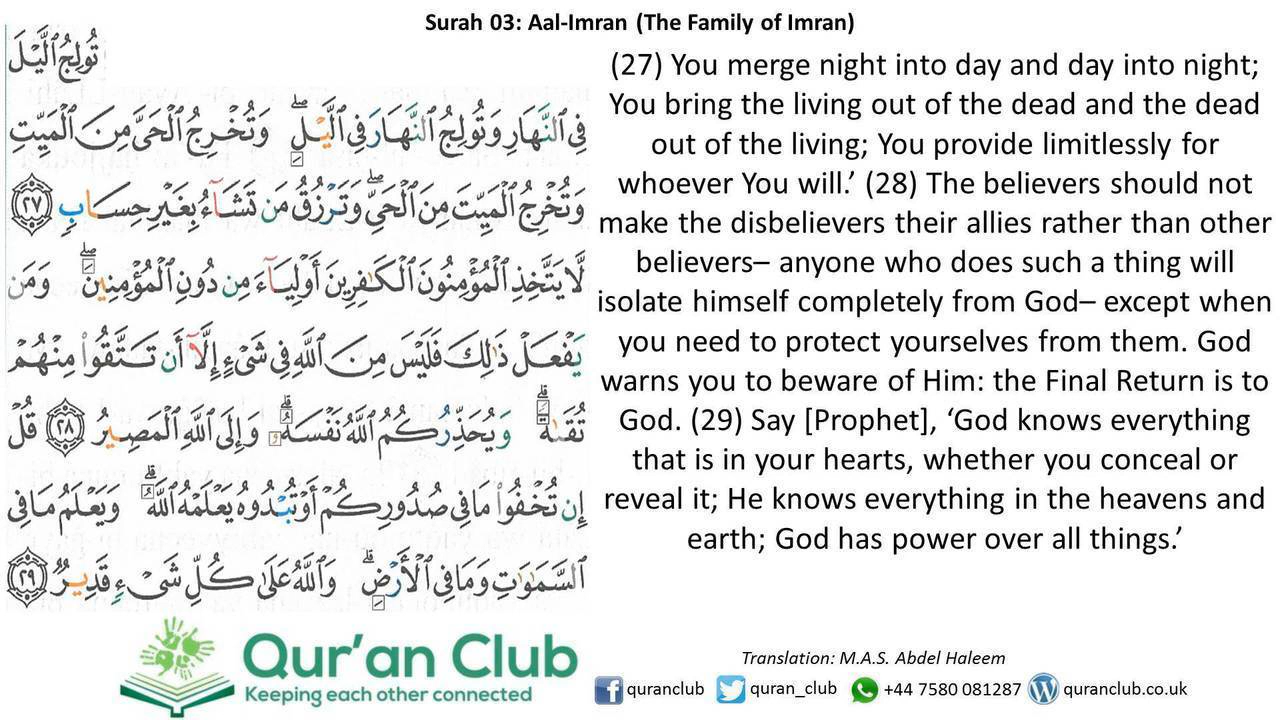 Surah 03: Aal-Imran (The Family of Imran)
تُولِجُ ٱلَّيۡلَ
فِي ٱلنَّهَارِ وَتُولِجُ ٱلنَّهَارَ فِي ٱلَّيۡلِۖ وَتُخۡرِجُ ٱلۡحَيَّ مِنَ ٱلۡمَيِّتِ
وَتُخۡرِجُ ٱلۡمَيِّتَ مِنَ ٱلۡحَيِّۖ وَتَرۡزُقُ مَن تَشَآءُ بِغَيۡرِ حِسَابٖ ٢٧
لَّا يَتَّخِذِ ٱلۡمُؤۡمِنُونَ ٱلۡكَٰفِرِينَ أَوۡلِيَآءَ مِن دُونِ ٱلۡمُؤۡمِنِينَۖ وَمَن
يَفۡعَلۡ ذَٰلِكَ فَلَيۡسَ مِنَ ٱللَّهِ فِي شَيۡءٍ إِلَّآ أَن تَتَّقُواْ مِنۡهُمۡ
تُقَىٰةٗۗ وَيُحَذِّرُكُمُ ٱللَّهُ نَفۡسَهُۥۗ وَإِلَى ٱللَّهِ ٱلۡمَصِيرُ ٢٨ قُلۡ
إِن تُخۡفُواْ مَا فِي صُدُورِكُمۡ أَوۡ تُبۡدُوهُ يَعۡلَمۡهُ ٱللَّهُۗ وَيَعۡلَمُ مَا فِي
ٱلسَّمَٰوَٰتِ وَمَا فِي ٱلۡأَرۡضِۗ وَٱللَّهُ عَلَىٰ كُلِّ شَيۡءٖ قَدِيرٞ ٢٩
(27) You merge night into day and day into night;
You bring the living out of the dead and the dead
out of the living; You provide limitlessly for
whoever You will.’ (28) The believers should not
make the disbelievers their allies rather than other
believers– anyone who does such a thing will
isolate himself completely from God– except when
you need to protect yourselves from them. God
warns you to beware of Him: the Final Return is to
God. (29) Say [Prophet], ‘God knows everything
that is in your hearts, whether you conceal or
reveal it; He knows everything in the heavens and
earth; God has power over all things.’
Qur’an Club
Keeping each other connected
Translation: M.A.S. Abdel Haleem
quranclub quran_club +44 7580 081287 quranclub.co.uk